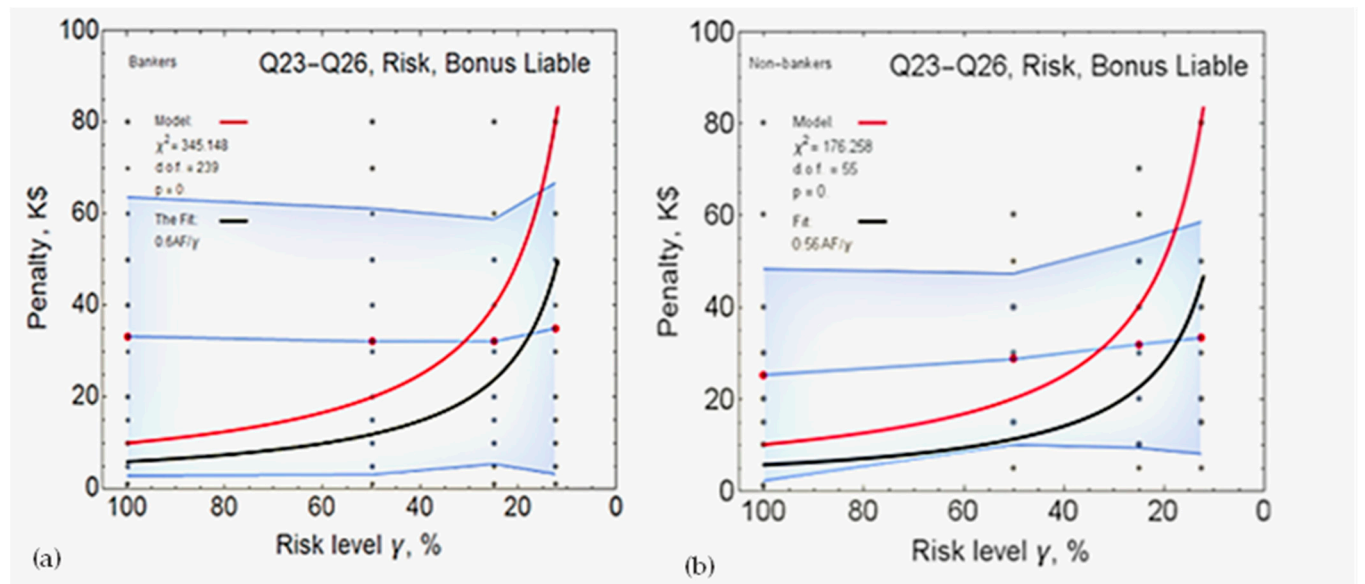 Bankers
Q23–Q26, Risk, Bonus Liable
Model:
χ² = 345.148
d.o.f. = 239
p = 0.
The Fit:
0.6AF/γ
Penalty, K$
100
80
60
40
20
0
100 80 60 40 20 0
Risk level γ, %
(a)
Non-bankers
Q23–Q26, Risk, Bonus Liable
Model:
χ² = 176.258
d.o.f. = 55
p = 0.
Fit:
0.56AF/γ
Penalty, K$
100
80
60
40
20
0
100 80 60 40 20 0
Risk level γ, %
(b)